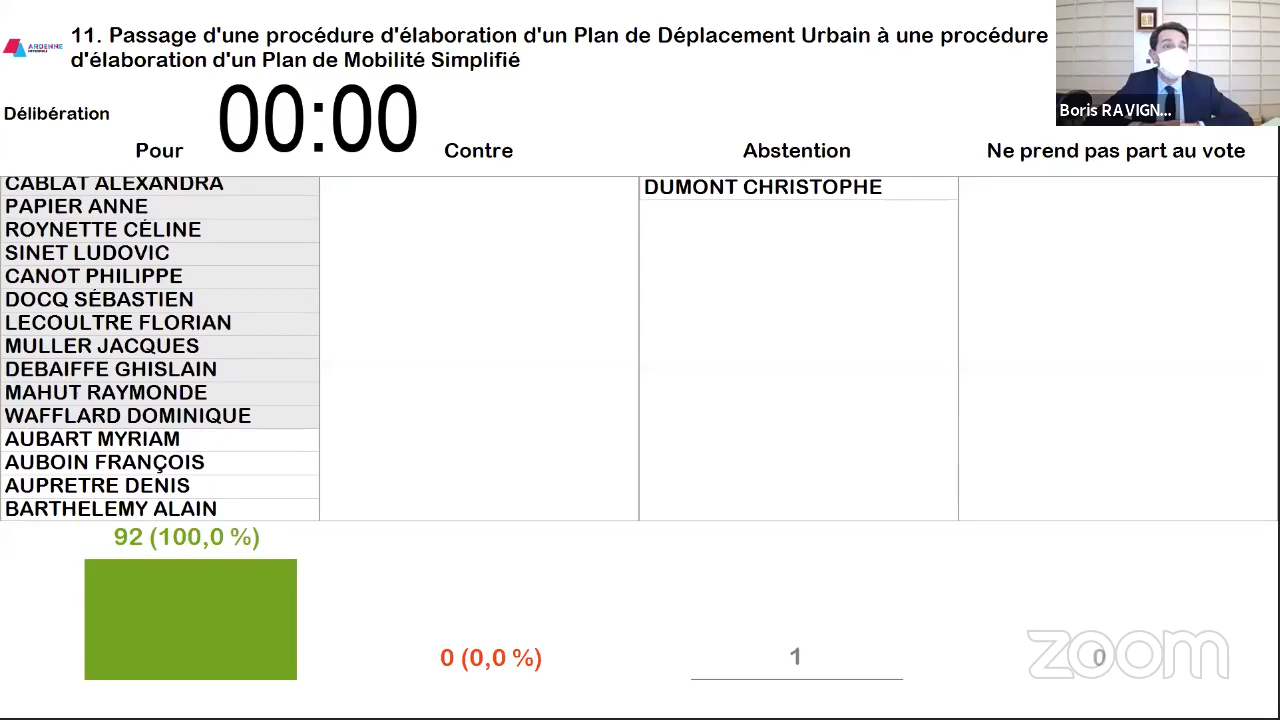 11. Passage d'une procédure d'élaboration d'un Plan de Déplacement Urbain à une procédure
d'élaboration d'un Plan de Mobilité Simplifié
ARDENNE
MÉTROPOLE
Délibération
00:00
Boris RAVIGN...
Pour
Contre
Abstention
Ne prend pas part au vote
CABLAT ALEXANDRA
PAPIER ANNE
ROYNETTE CÉLINE
SINET LUDOVIC
CANOT PHILIPPE
DOCQ SÉBASTIEN
LECOULTRE FLORIAN
MULLER JACQUES
DEBAIFFE GHISLAIN
MAHUT RAYMONDE
WAFFLARD DOMINIQUE
AUBART MYRIAM
AUBOIN FRANÇOIS
AUPRETRE DENIS
BARTHELEMY ALAIN
DUMONT CHRISTOPHE
92 (100,0 %)
0 (0,0 %)
1
0
zoom